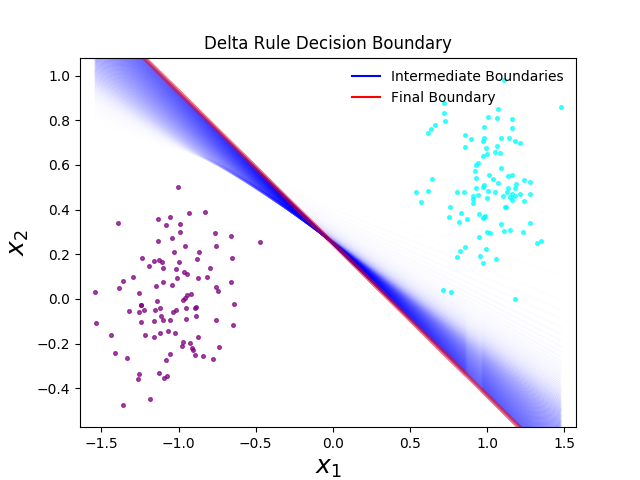 Delta Rule Decision Boundary
Intermediate Boundaries
Final Boundary
1.0
0.8
0.6
0.4
0.2
0.0
−0.2
−0.4
x₂
−1.5 −1.0 −0.5 0.0 0.5 1.0 1.5
x₁